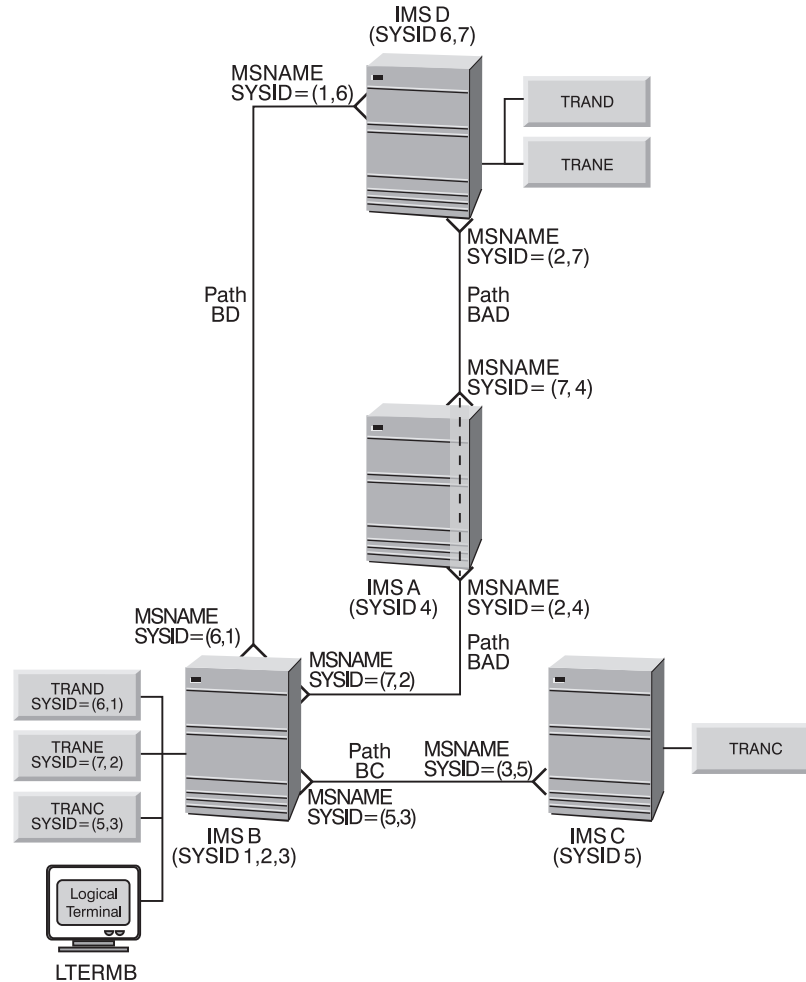 IMS D
(SYSID 6,7)
MSNAME
SYSID=(1,6)
TRAND
TRANE
MSNAME
SYSID=(2,7)
Path
BD
Path
BAD
MSNAME
SYSID= (7, 4)
IMS A
(SYSID 4)
MSNAME
SYSID=(2,4)
MSNAME
SYSID=(6,1)
Path
BAD
MSNAME
SYSID=(7,2)
TRAND
SYSID=(6,1)
TRANE
SYSID=(7, 2)
TRANC
SYSID=(5,3)
Path
BC
MSNAME
SYSID=(3,5)
TRANC
MSNAME
SYSID=(5,3)
IMS B
(SYSID 1,2,3)
IMS C
(SYSID 5)
Logical
Terminal
LTERMB